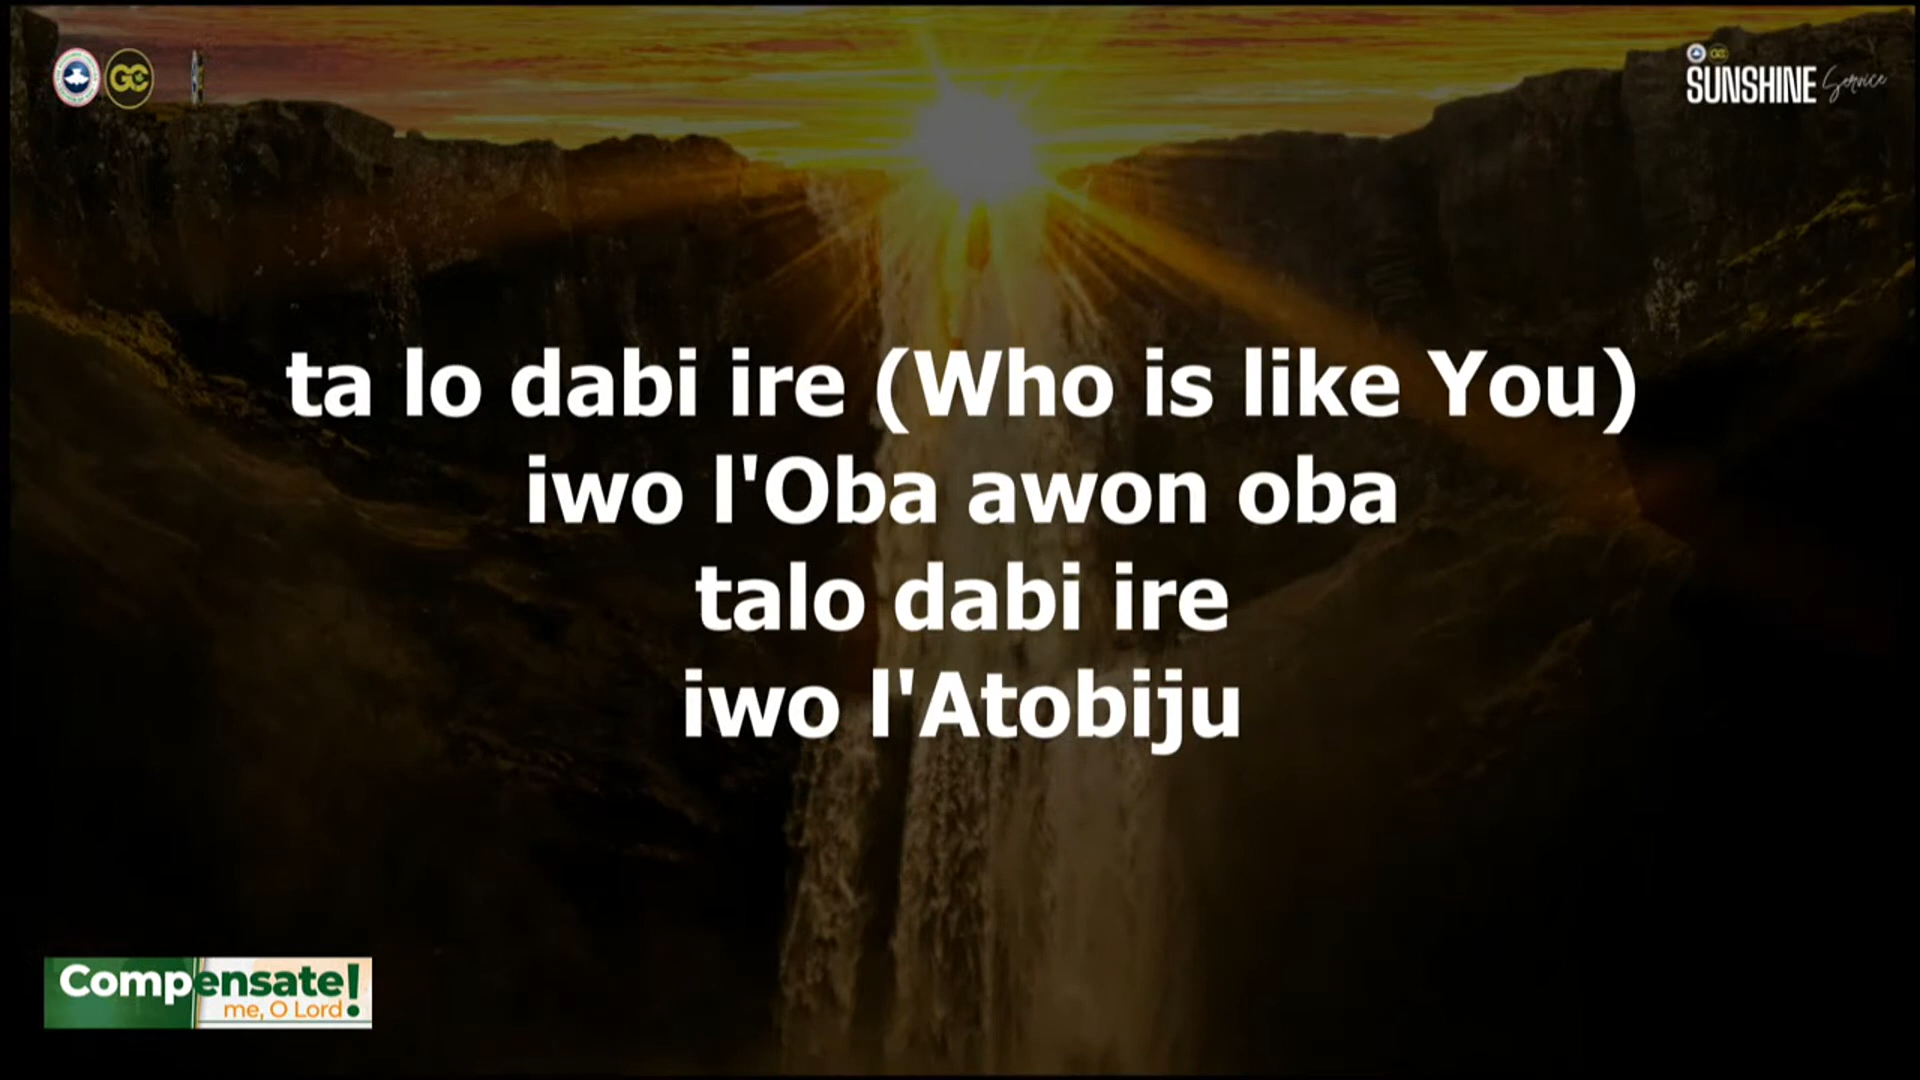 GC
SUNSHINE Service
ta lo dabi ire (Who is like You)
iwo l'Oba awon oba
talo dabi ire
iwo l'Atobiju
Compensate!
me, O Lord